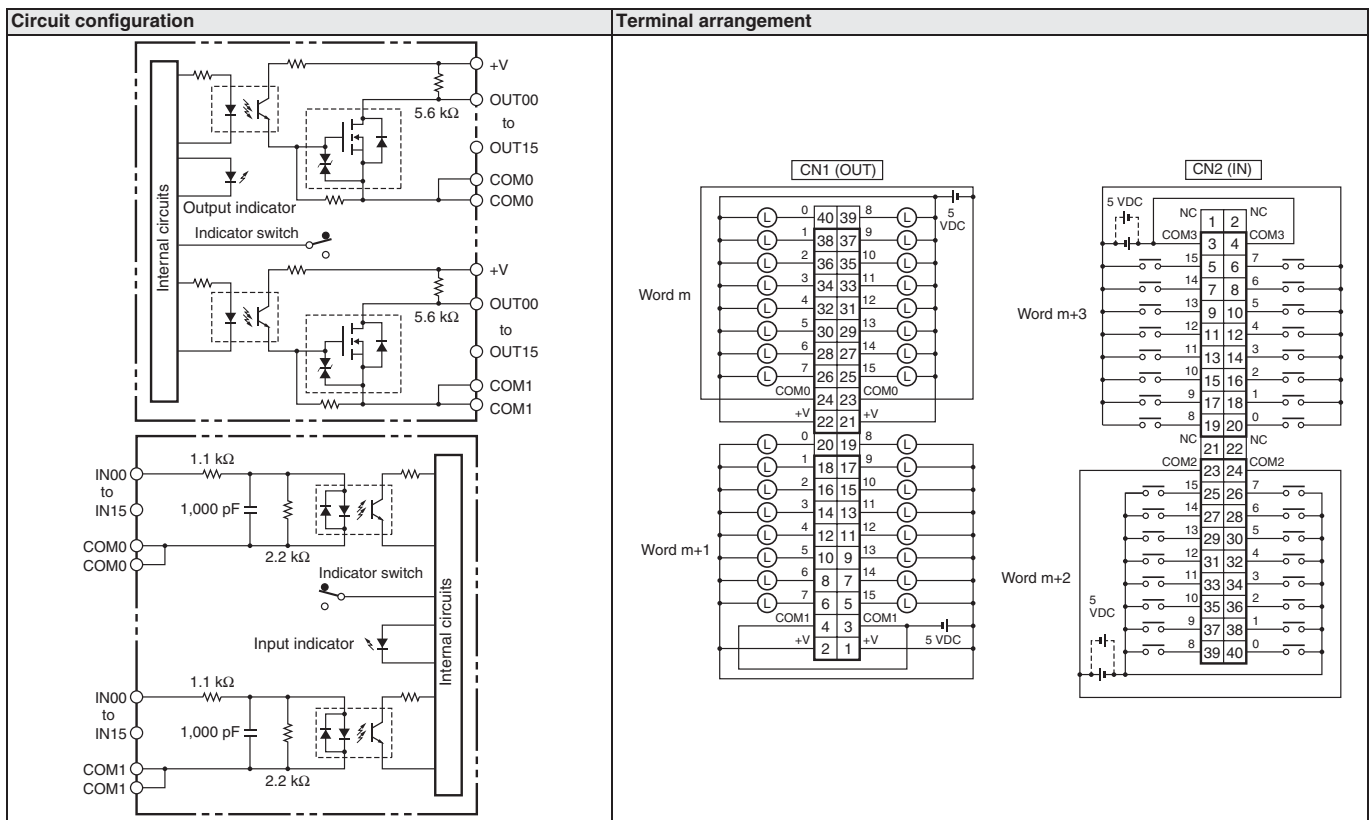 Circuit configuration
Terminal arrangement
Internal circuits
+V
OUT00
5.6 kΩ
to
OUT15
COM0
COM0
Output indicator
Indicator switch
+V
OUT00
5.6 kΩ
to
OUT15
COM1
COM1
1.1 kΩ
IN00
to
IN15
1,000 pF
COM0
COM0
2.2 kΩ
Indicator switch
Internal circuits
Input indicator
1.1 kΩ
IN00
to
IN15
1,000 pF
COM1
COM1
2.2 kΩ
CN1 (OUT)
5 VDC
L 0 40 39 8 L
L 1 38 37 9 L
L 2 36 35 10 L
L 3 34 33 11 L
Word m
L 4 32 31 12 L
L 5 30 29 13 L
L 6 28 27 14 L
L 7 26 25 15 L
COM0 24 23 COM0
+V 22 21 +V
L 0 20 19 8 L
L 1 18 17 9 L
L 2 16 15 10 L
L 3 14 13 11 L
L 4 12 11 12 L
Word m+1
L 5 10 9 13 L
L 6 8 7 14 L
L 7 6 5 15 L
COM1 4 3 COM1
+V 2 1 +V
5 VDC
CN2 (IN)
5 VDC
NC 1 2 NC
COM3 3 4 COM3
15 5 6 7
14 7 8 6
Word m+3
13 9 10 5
12 11 12 4
11 13 14 3
10 15 16 2
9 17 18 1
8 19 20 0
NC 21 22 NC
COM2 23 24 COM2
15 25 26 7
14 27 28 6
13 29 30 5
12 31 32 4
Word m+2
11 33 34 3
10 35 36 2
9 37 38 1
8 39 40 0
5
VDC